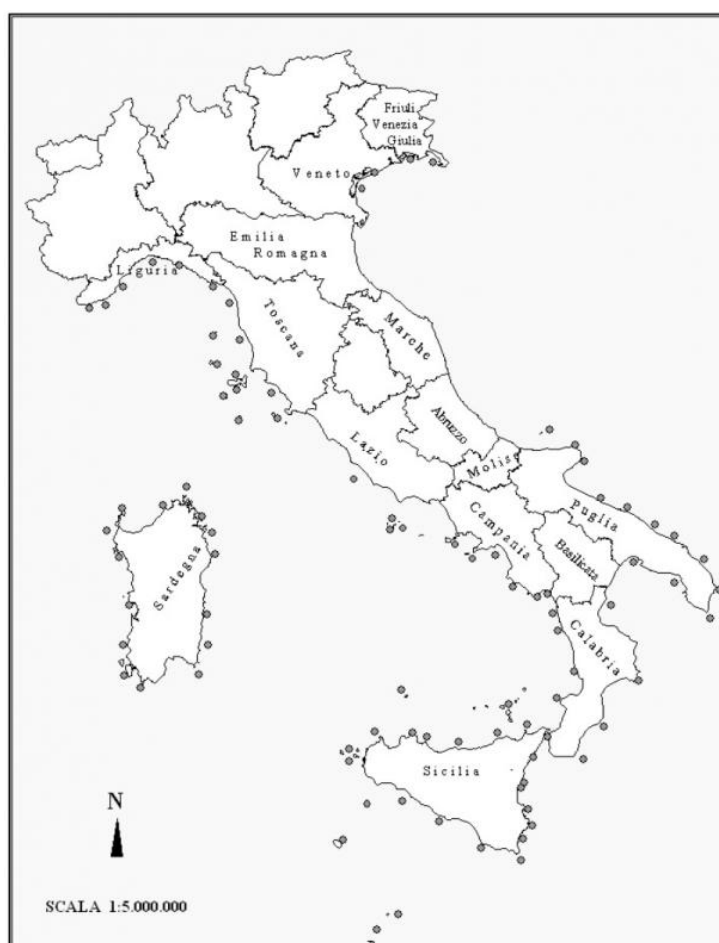 Friuli
Venezia
Giulia
Veneto
Emilia
Romagna
Liguria
Toscana
Marche
Abruzzo
Lazio
Molise
Campania
Puglia
Basilicata
Sardegna
Calabria
Sicilia
N
SCALA 1:5.000.000